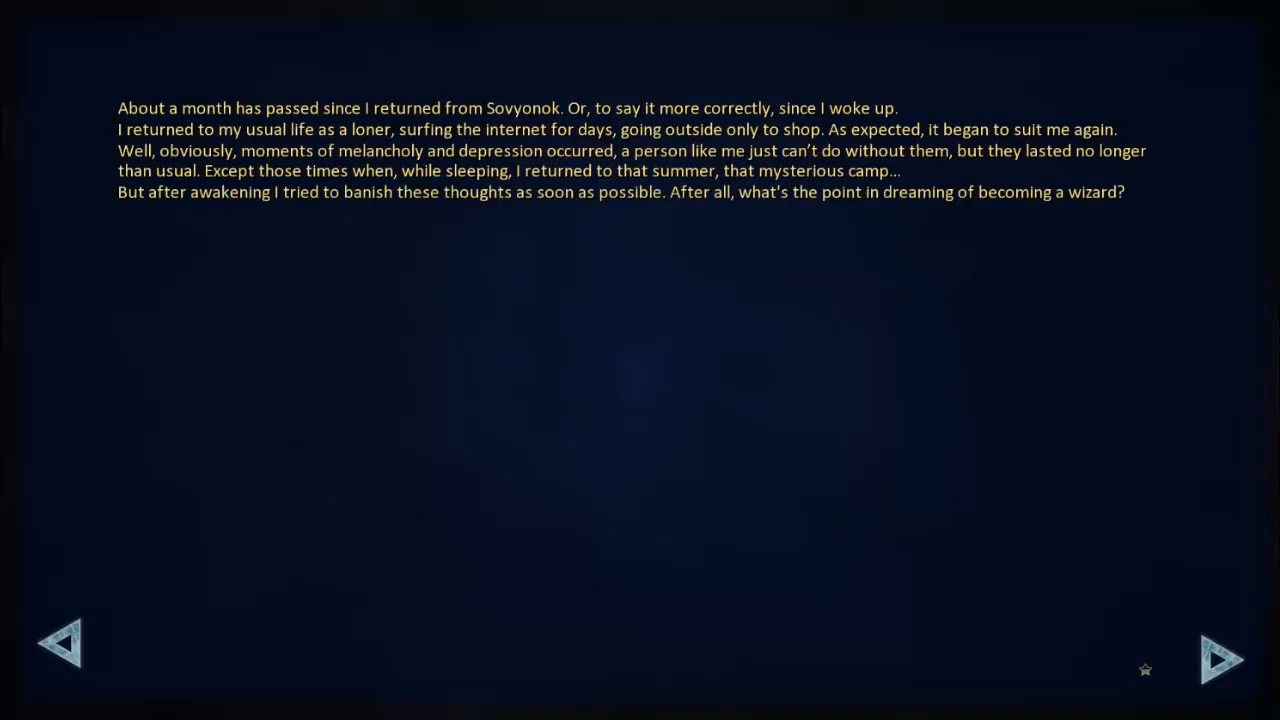 About a month has passed since I returned from Sovyonok. Or, to say it more correctly, since I woke up.
I returned to my usual life as a loner, surfing the internet for days, going outside only to shop. As expected, it began to suit me again.
Well, obviously, moments of melancholy and depression occurred, a person like me just can’t do without them, but they lasted no longer
than usual. Except those times when, while sleeping, I returned to that summer, that mysterious camp...
But after awakening I tried to banish these thoughts as soon as possible. After all, what's the point in dreaming of becoming a wizard?